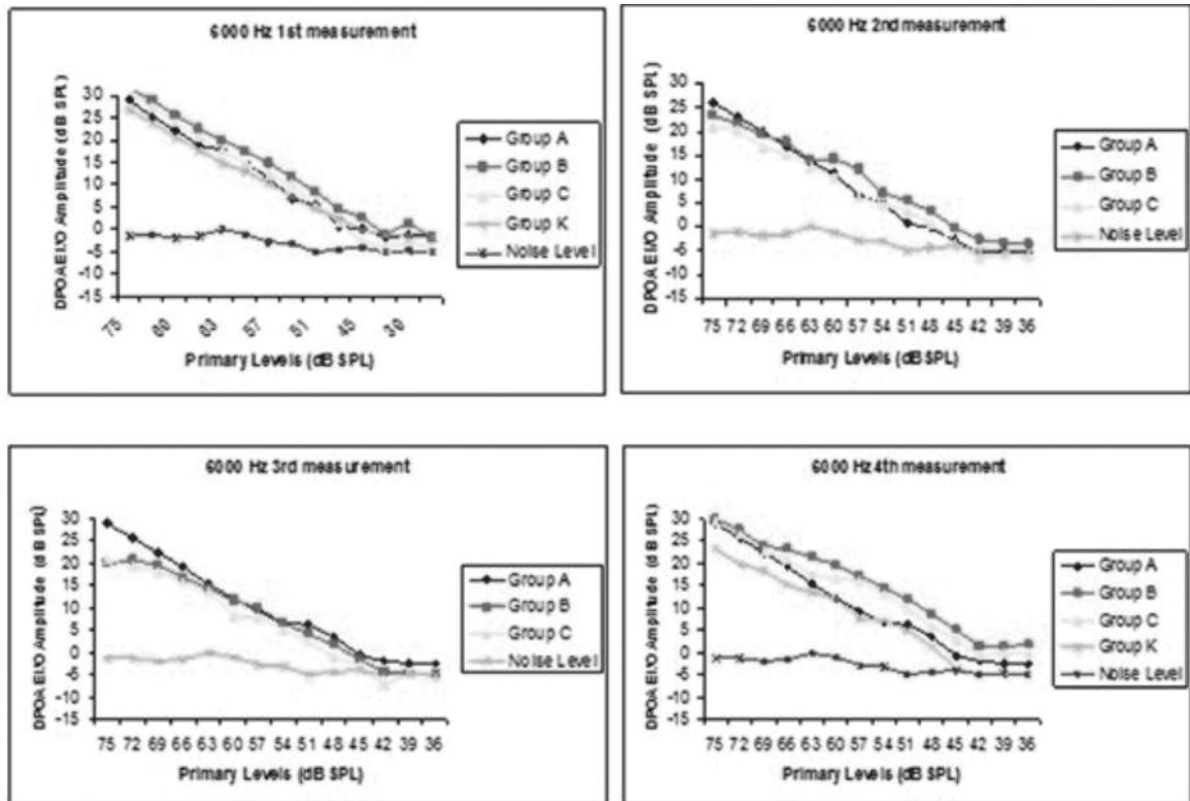 6000 Hz 1st measurement
DPOAE I/O Amplitude (dB SPL)
30
25
20
15
10
5
0
-5
-10
-15
75
63
57
51
45
Primary Levels (dB SPL)
Group A
Group B
Group C
Group K
Noise Level
6000 Hz 2nd measurement
DPOAE I/O Amplitude (dB SPL)
30
25
20
15
10
5
0
-5
-10
-15
75 72 69 66 63 60 57 54 51 48 45 42 39 36
Primary Levels (dB SPL)
Group A
Group B
Group C
Noise Level
6000 Hz 3rd measurement
DPOAE I/O Amplitude (dB SPL)
30
25
20
15
10
5
0
-5
-10
-15
75 72 69 66 63 60 57 54 51 48 45 42 39 36
Primary Levels (dB SPL)
Group A
Group B
Group C
Noise Level
6000 Hz 4th measurement
DPOAE I/O Amplitude (dB SPL)
30
25
20
15
10
5
0
-5
-10
-15
75 72 69 66 63 60 57 54 51 48 45 42 39 36
Primary Levels (dB SPL)
Group A
Group B
Group C
Group K
Noise Level